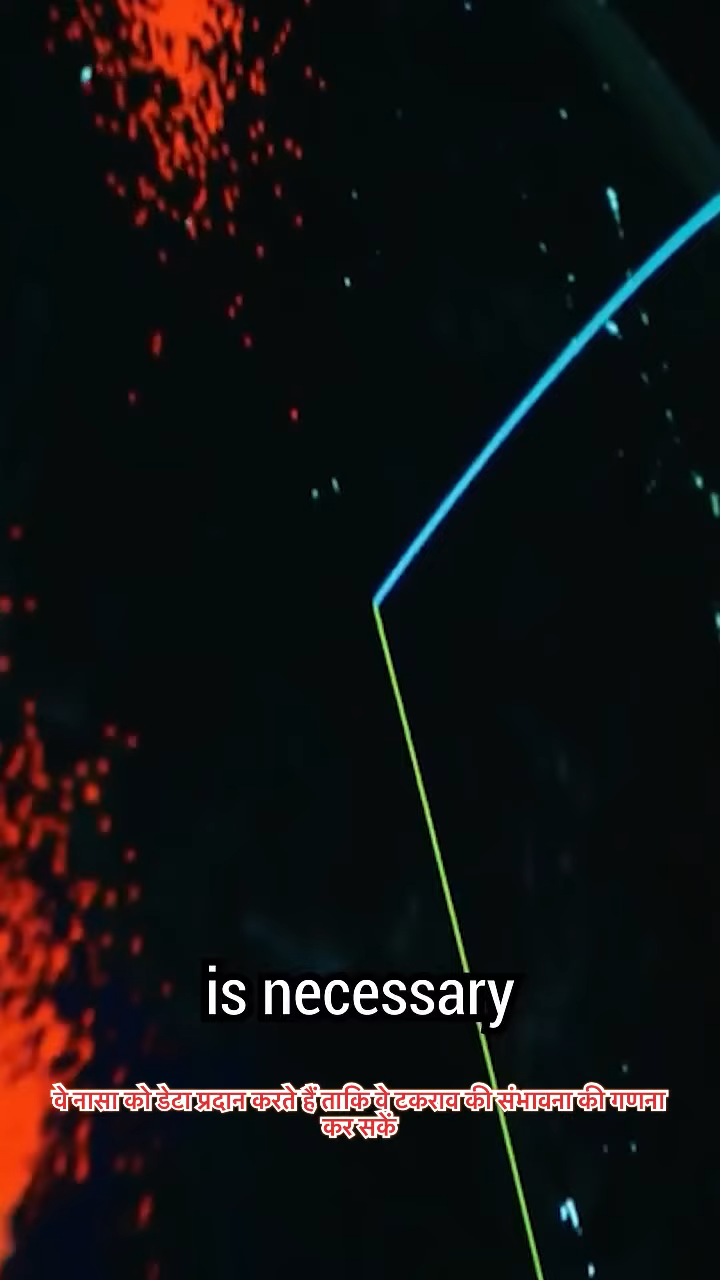 is necessary
वे नासा को डेटा प्रदान करते हैं ताकि वे टकराव की संभावना की गणना
कर सकें